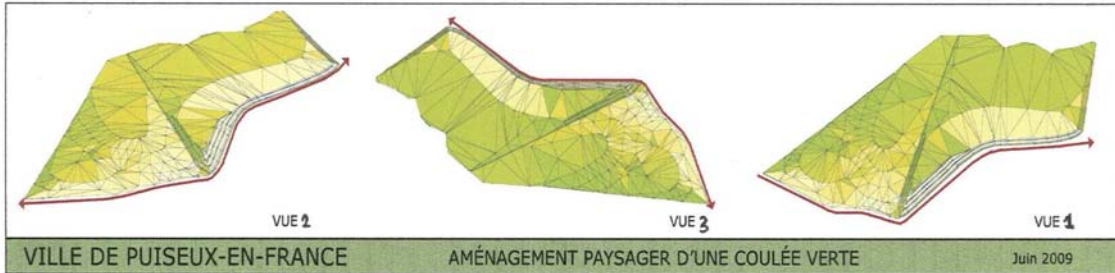 VUE 2
VUE 3
VUE 1
VILLE DE PUISEUX-EN-FRANCE
AMÉNAGEMENT PAYSAGER D'UNE COULÉE VERTE
Juin 2009